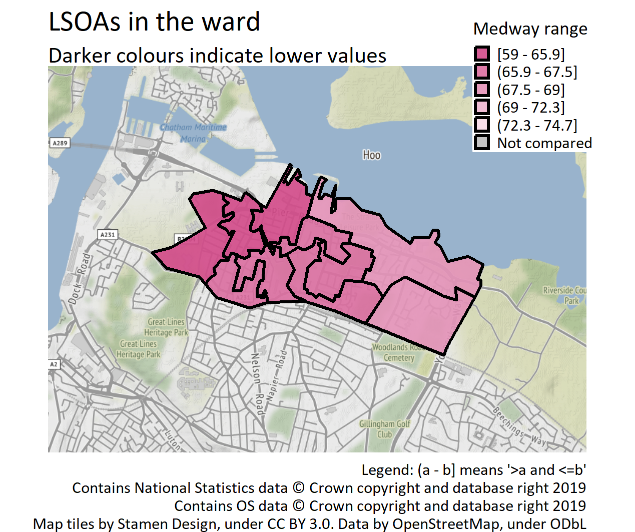 LSOAs in the ward
Darker colours indicate lower values
Medway range
[59 - 65.9]
(65.9 - 67.5]
(67.5 - 69]
(69 - 72.3]
(72.3 - 74.7]
Not compared
Chatham Maritime
Marina
A289
Hoo
A231
Dock Road
Riverside Cou
Park
Great Lines
Heritage Park
Great Lines
Heritage Park
Woodlands Ro
Cemetery
A2
Nelson Road
Napier Road
Gillingham Golf
Club
Beechings Way
Legend: (a - b] means '>a and <=b'
Contains National Statistics data © Crown copyright and database right 2019
Contains OS data © Crown copyright and database right 2019
Map tiles by Stamen Design, under CC BY 3.0. Data by OpenStreetMap, under ODbL